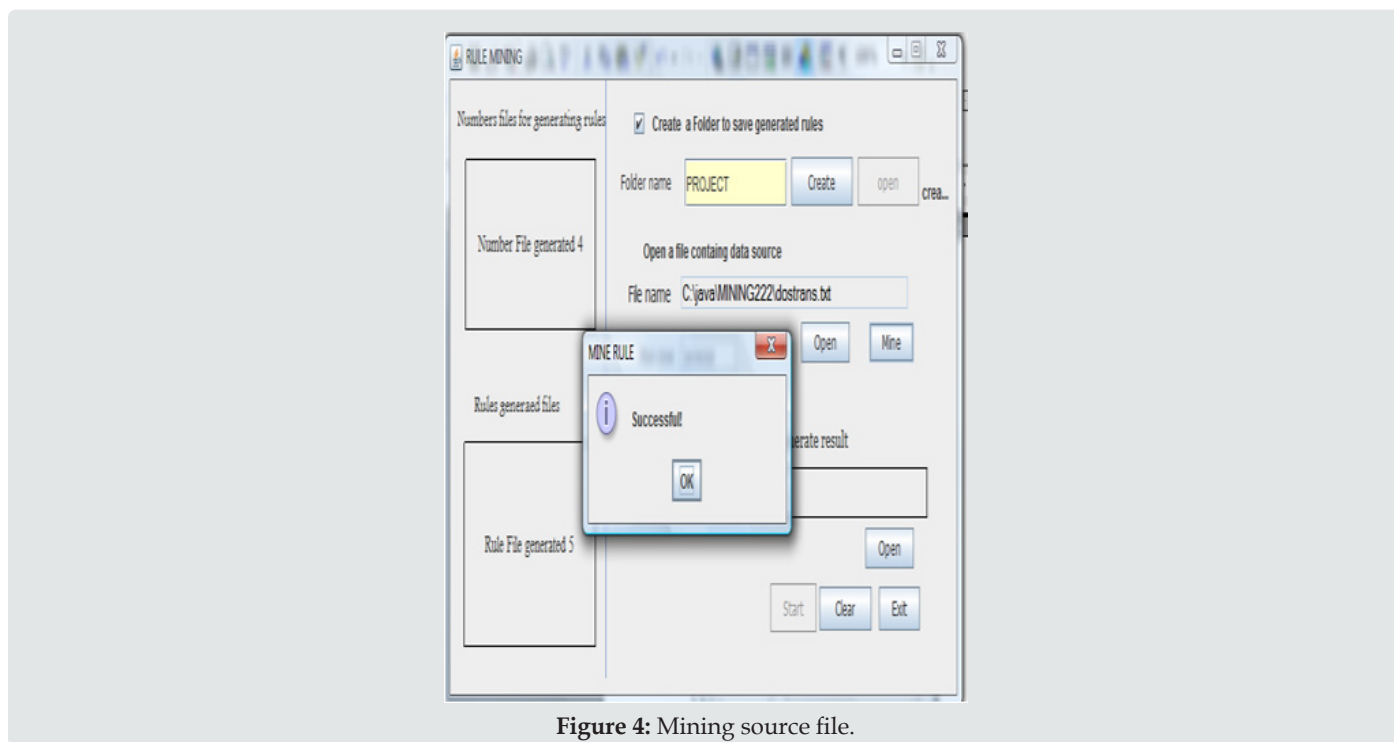 RULE MINING
Numbers files for generating rules
Number File generated 4
Rules generaed files
Rule File generated 5
Create a Folder to save generated rules
Folder name PROJECT Create open crea...
Open a file containg data source
File name C:\java\MINING222\dostrans.txt
Open Mine
MINE RULE
Successful!
OK
erate result
Open
Start Clear Exit
Figure 4: Mining source file.